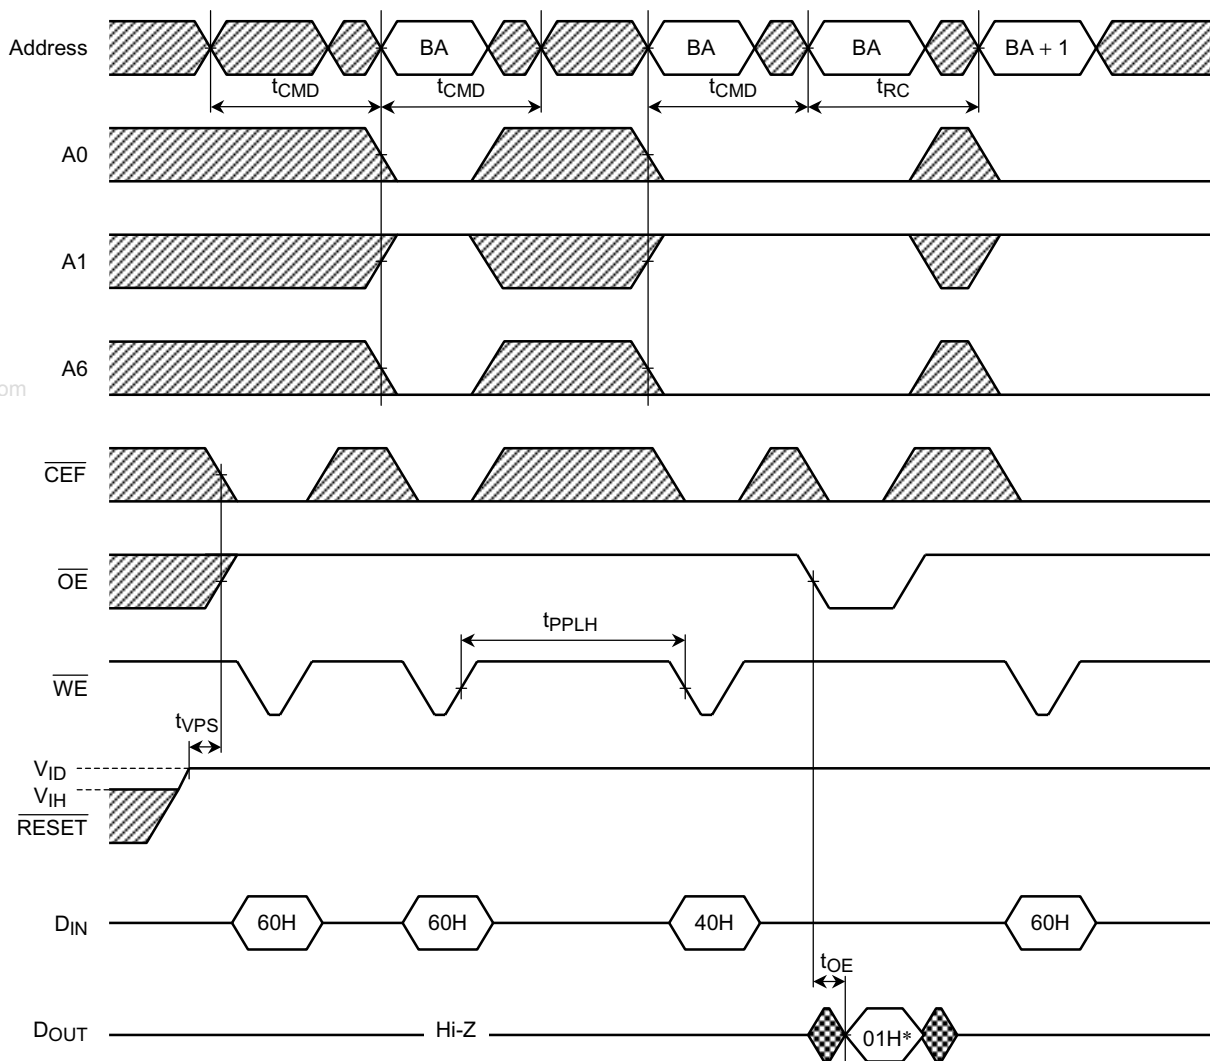 Address BA BA BA BA + 1
tCMD tCMD tCMD tRC
A0
A1
A6
om
CEF
OE
tPPLH
WE
tVPS
VID
VIH
RESET
DIN 60H 60H 40H 60H
tOE
DOUT Hi-Z 01H*